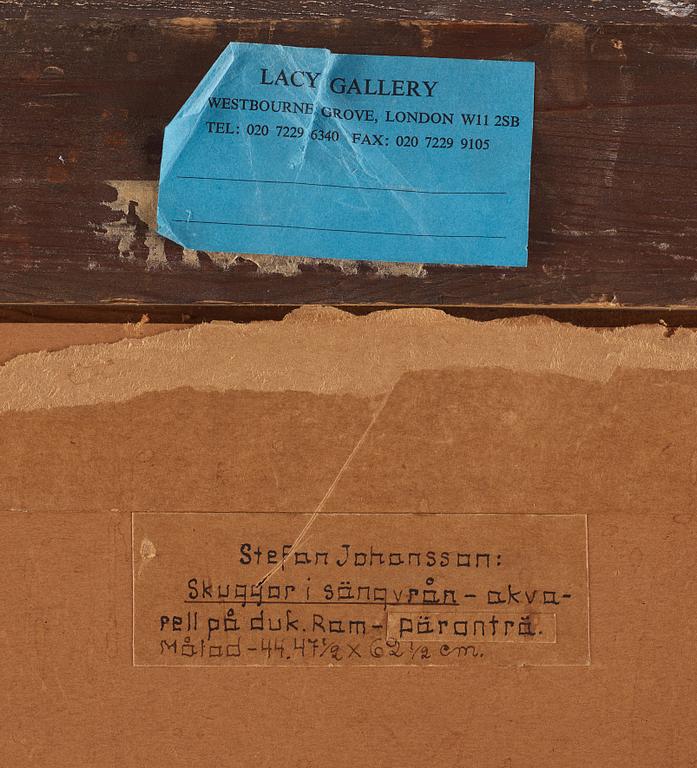 LACY GALLERY
WESTBOURNE GROVE, LONDON W11 2SB
TEL: 020 7229 6340 FAX: 020 7229 9105
Stefan Johansson:
Skuggor i sängvrån - akva-
rell på duk. Ram- päronträ.
Målad -44. 47½ x 62½ cm.